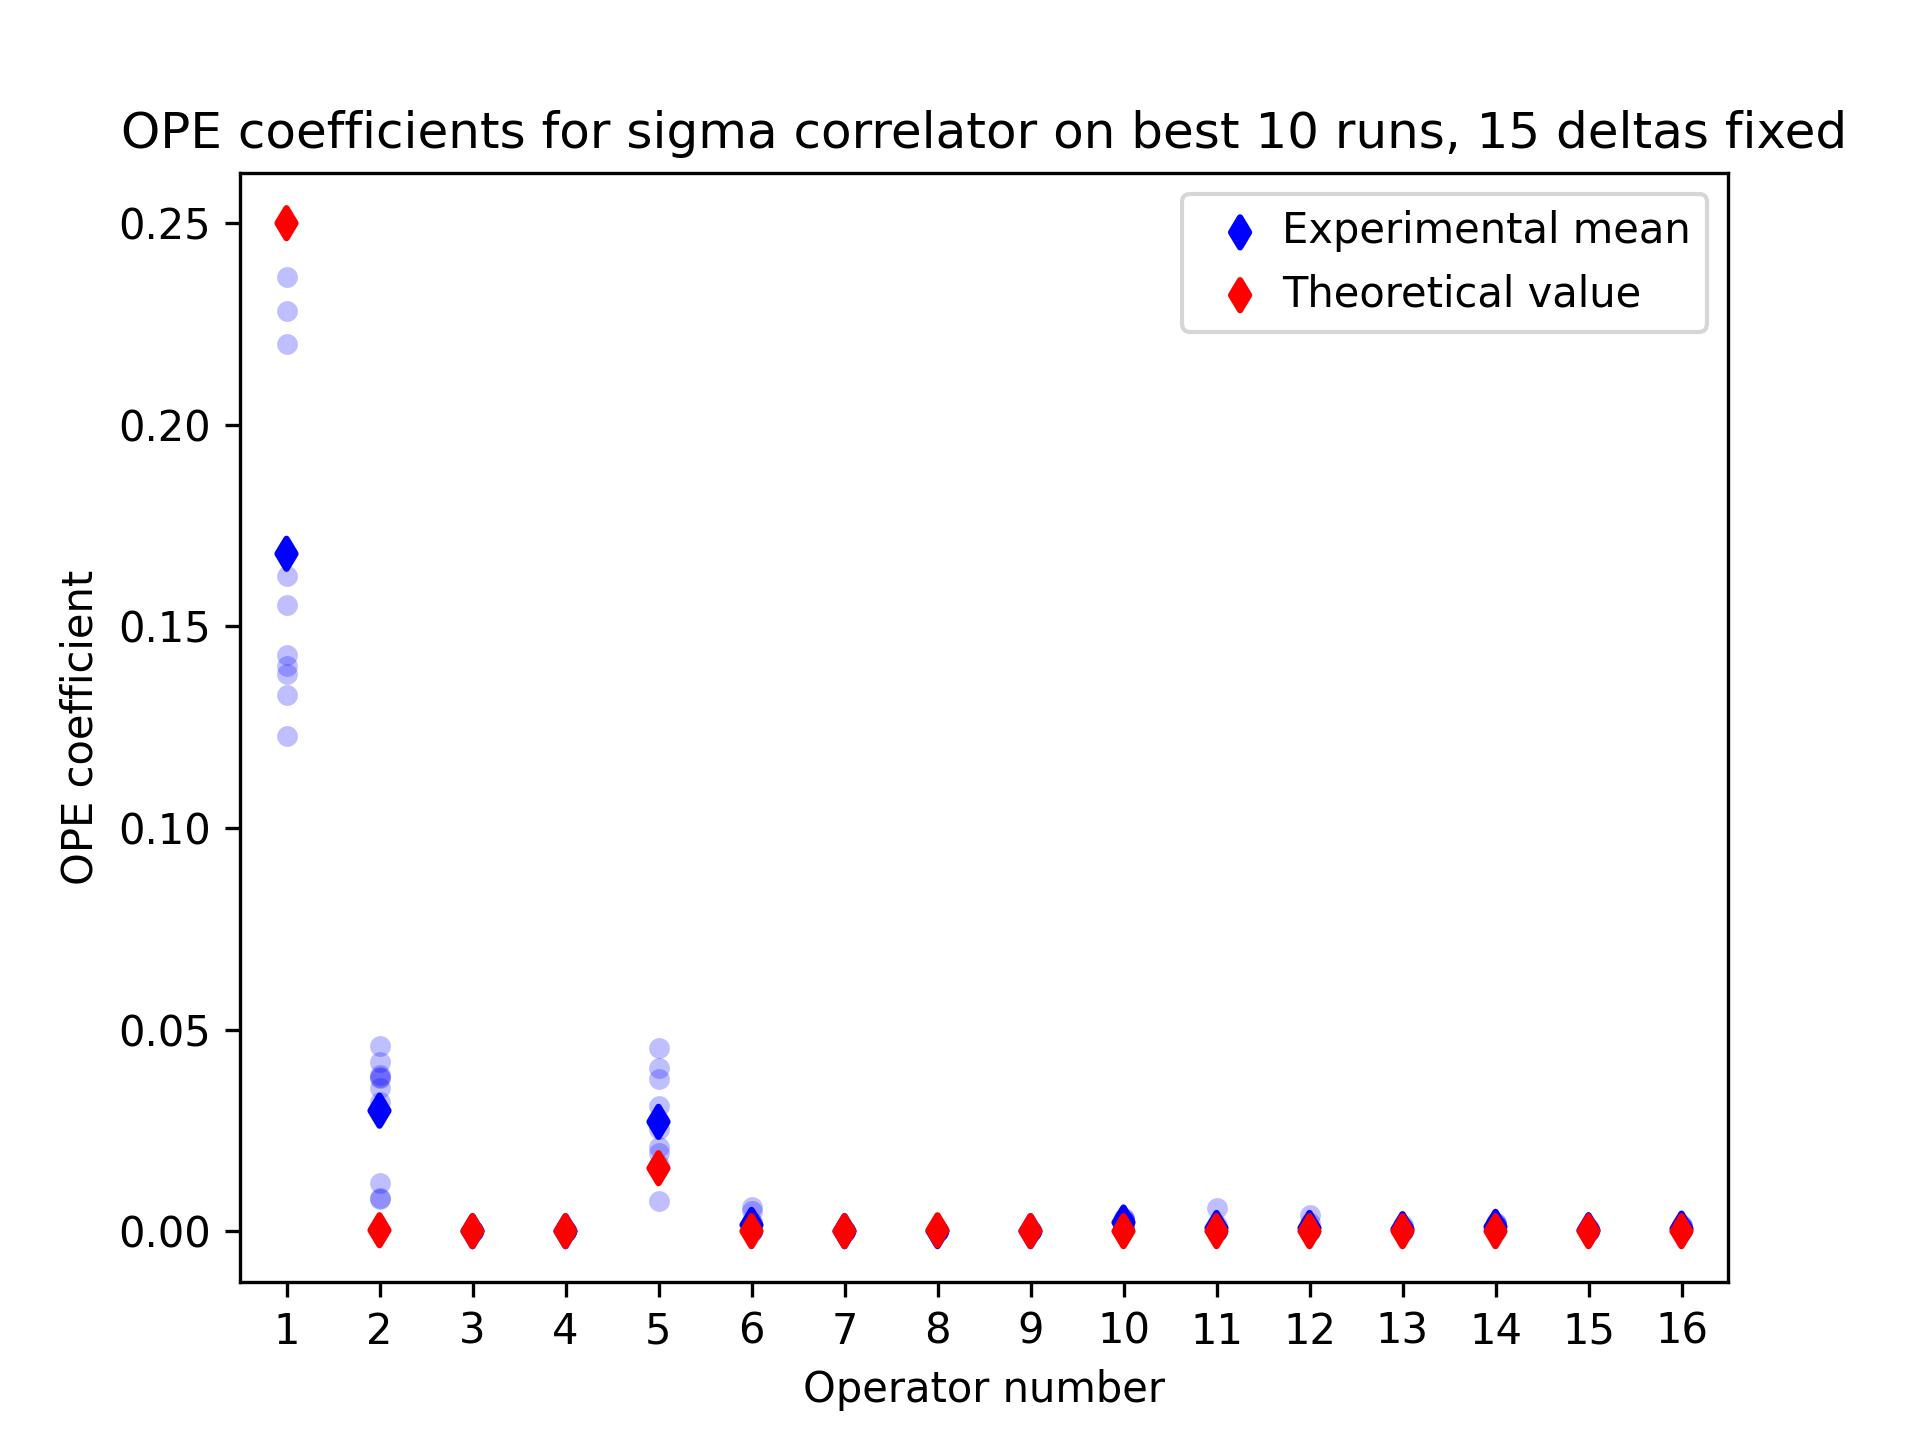 OPE coefficients for sigma correlator on best 10 runs, 15 deltas fixed
Experimental mean
Theoretical value
OPE coefficient
0.25
0.20
0.15
0.10
0.05
0.00
1 2 3 4 5 6 7 8 9 10 11 12 13 14 15 16
Operator number